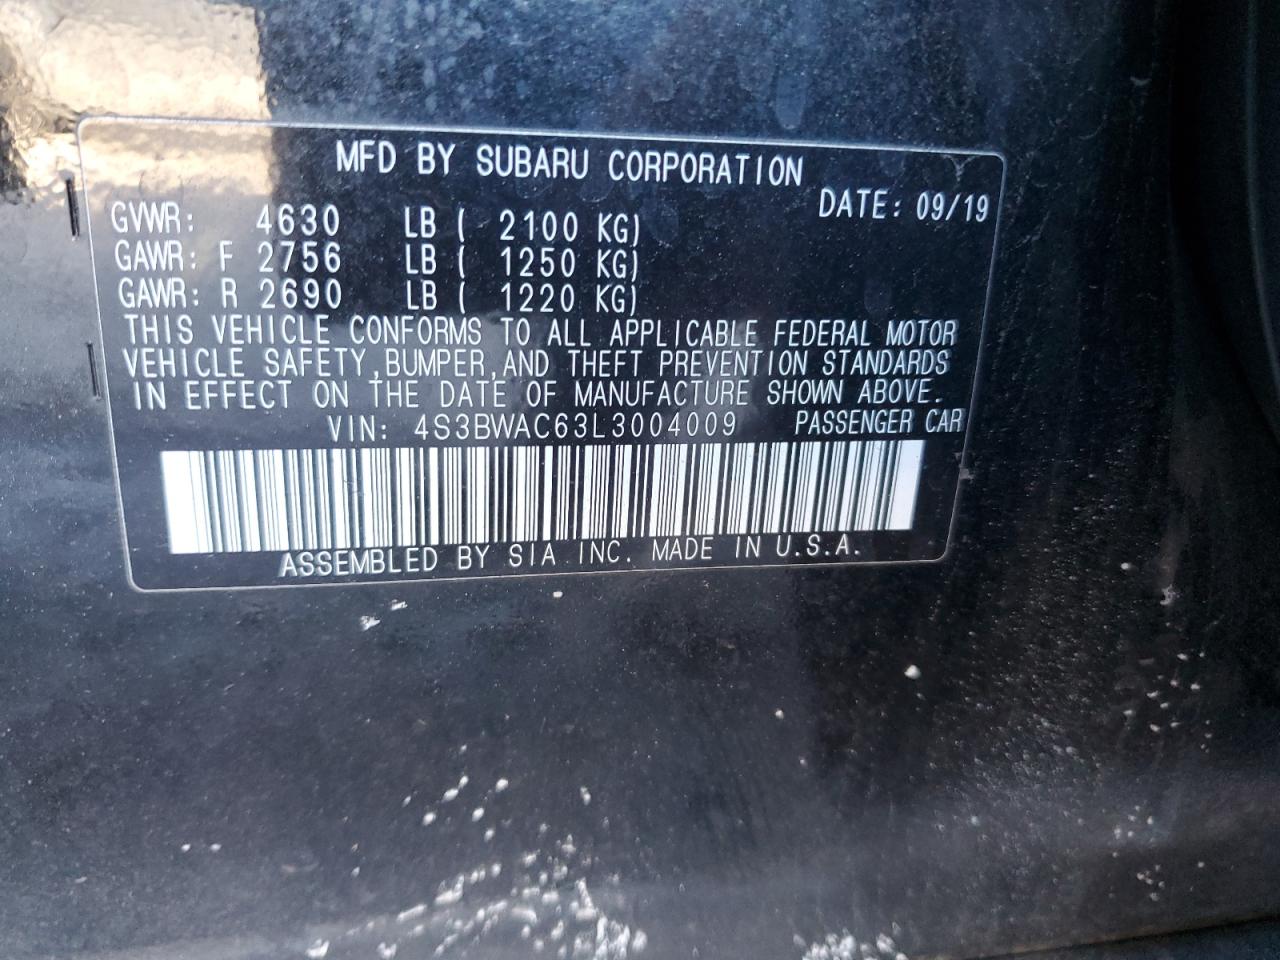 MFD BY SUBARU CORPORATION
DATE: 09/19
GVWR: 4630 LB ( 2100 KG)
GAWR: F 2756 LB ( 1250 KG)
GAWR: R 2690 LB ( 1220 KG)
THIS VEHICLE CONFORMS TO ALL APPLICABLE FEDERAL MOTOR
VEHICLE SAFETY,BUMPER,AND THEFT PREVENTION STANDARDS
IN EFFECT ON THE DATE OF MANUFACTURE SHOWN ABOVE.
VIN: 4S3BWAC63L3004009 PASSENGER CAR
ASSEMBLED BY SIA INC. MADE IN U.S.A.